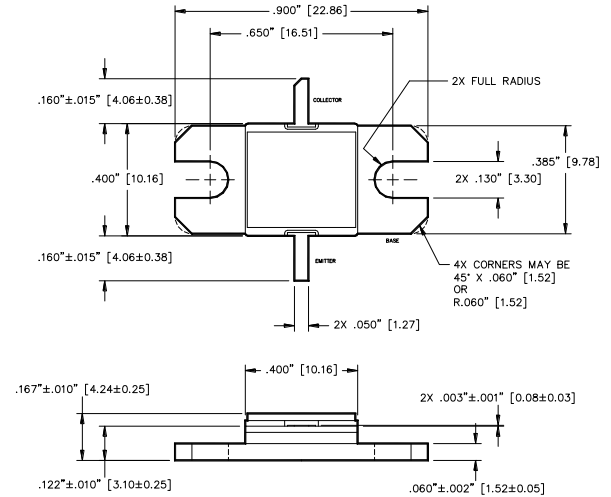 .900" [22.86]
.650" [16.51]
2X FULL RADIUS
.160"±.015" [4.06±0.38]
COLLECTOR
.385" [9.78]
.400" [10.16]
2X .130" [3.30]
BASE
.160"±.015" [4.06±0.38]
EMITTER
4X CORNERS MAY BE
45° X .060" [1.52]
OR
R.060" [1.52]
2X .050" [1.27]
.400" [10.16]
.167"±.010" [4.24±0.25]
2X .003"±.001" [0.08±0.03]
.122"±.010" [3.10±0.25]
.060"±.002" [1.52±0.05]